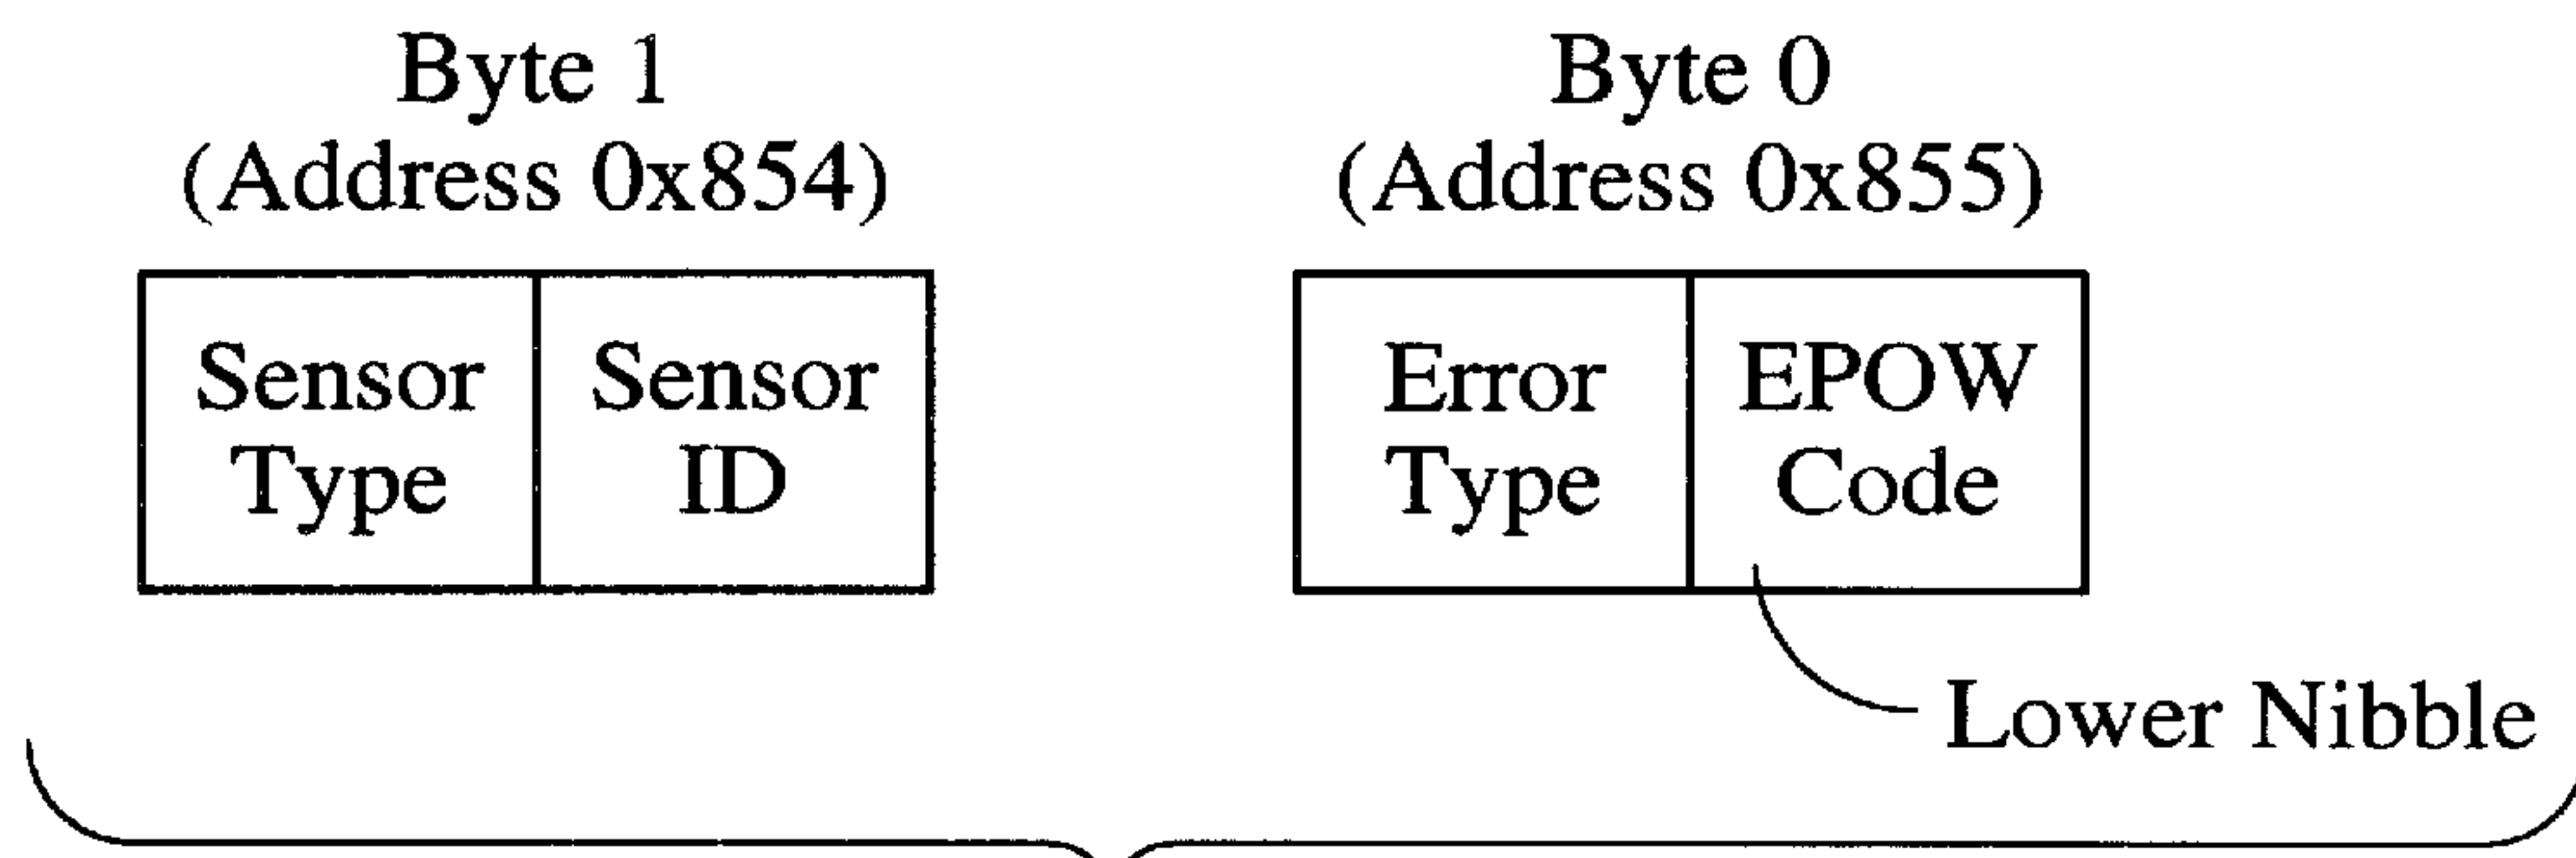 Byte 1
(Address 0x854)
Sensor Type
Sensor ID
Byte 0
(Address 0x855)
Error Type
EPOW Code
Lower Nibble